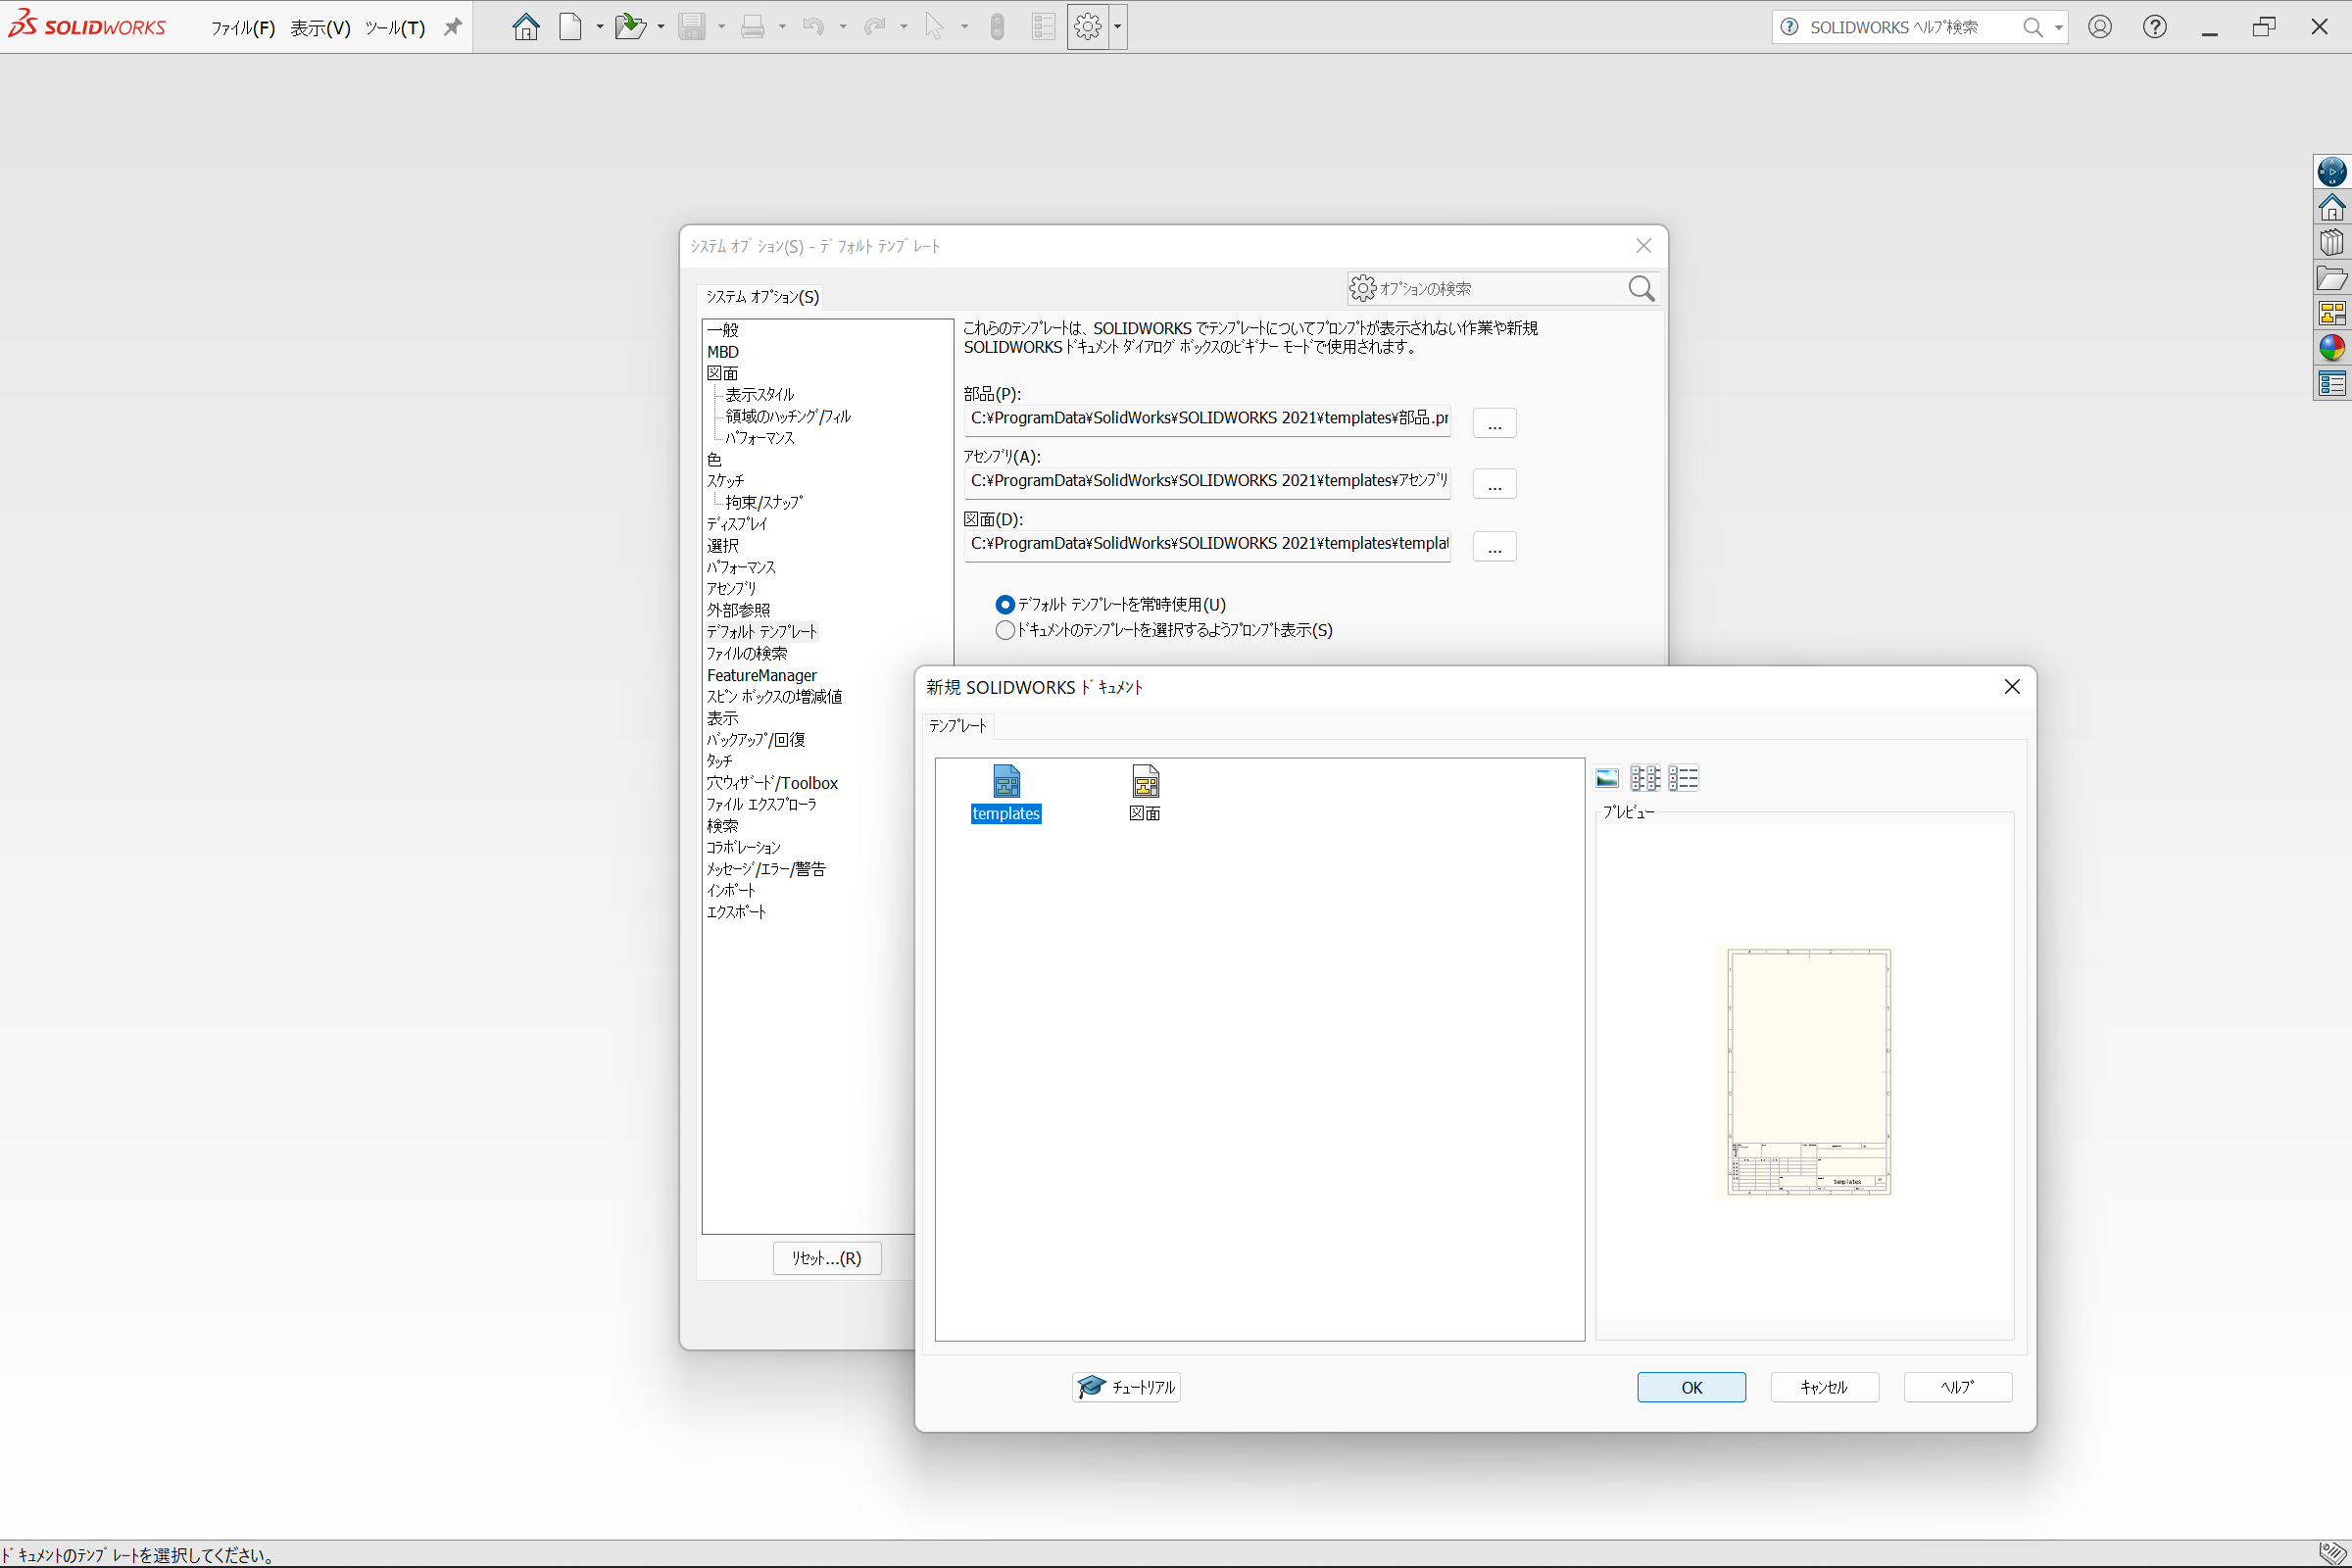 SOLIDWORKS
ファイル(F) 表示(V) ツール(T)
SOLIDWORKS ヘルプ検索
システム オプション(S) - デフォルト テンプレート
システム オプション(S)
オプションの検索
一般
MBD
図面
表示スタイル
領域のハッチング/フィル
パフォーマンス
色
スケッチ
拘束/スナップ
ディスプレイ
選択
パフォーマンス
アセンブリ
外部参照
デフォルト テンプレート
ファイルの検索
FeatureManager
スピン ボックスの増減値
表示
バックアップ/回復
タッチ
穴ウィザード/Toolbox
ファイル エクスプローラ
検索
コラボレーション
メッセージ/エラー/警告
インポート
エクスポート
リセット...(R)
これらのテンプレートは、SOLIDWORKS でテンプレートについてプロンプトが表示されない作業や新規
SOLIDWORKS ドキュメント ダイアログ ボックスのビギナー モードで使用されます。
部品(P):
C:¥ProgramData¥SolidWorks¥SOLIDWORKS 2021¥templates¥部品.pr
...
アセンブリ(A):
C:¥ProgramData¥SolidWorks¥SOLIDWORKS 2021¥templates¥アセンブリ
...
図面(D):
C:¥ProgramData¥SolidWorks¥SOLIDWORKS 2021¥templates¥templat
...
デフォルト テンプレートを常時使用(U)
ドキュメントのテンプレートを選択するようプロンプト表示(S)
新規 SOLIDWORKS ドキュメント
テンプレート
templates
図面
プレビュー
templates
チュートリアル
OK
キャンセル
ヘルプ
ドキュメントのテンプレートを選択してください。